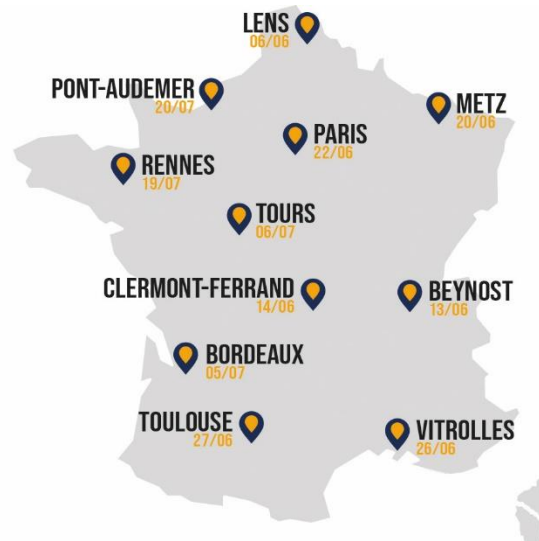 LENS
06/06
PONT-AUDEMER
20/07
METZ
20/06
PARIS
22/06
RENNES
19/07
TOURS
06/07
CLERMONT-FERRAND
14/06
BEYNOST
13/06
BORDEAUX
05/07
TOULOUSE
27/06
VITROLLES
26/06